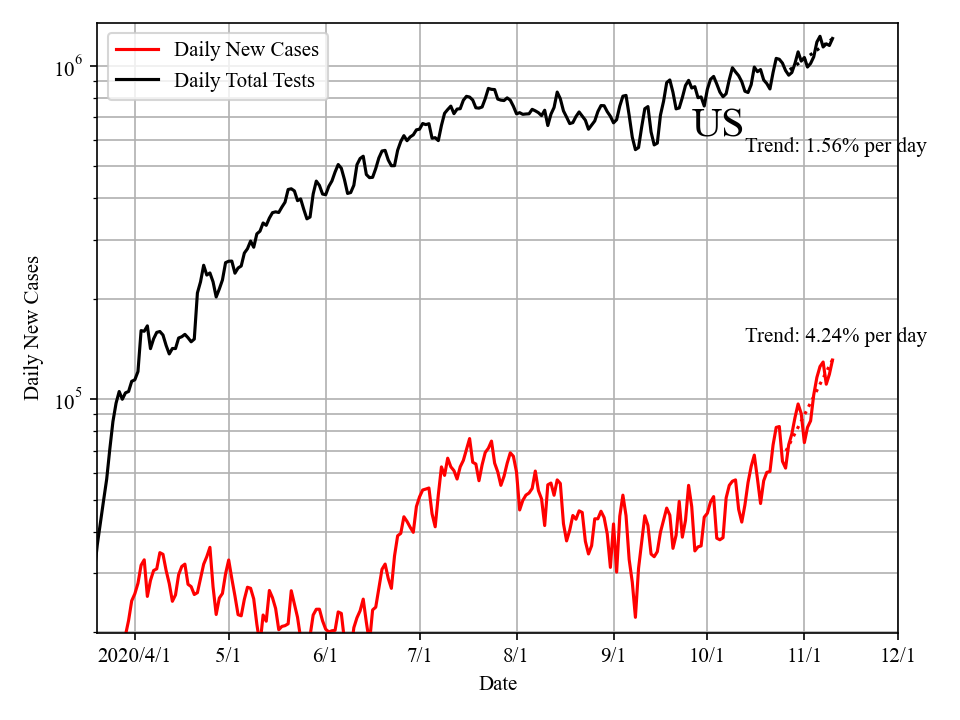 Daily New Cases
Daily Total Tests
10^6
US
Trend: 1.56% per day
Daily New Cases
Trend: 4.24% per day
10^5
2020/4/1 5/1 6/1 7/1 8/1 9/1 10/1 11/1 12/1
Date